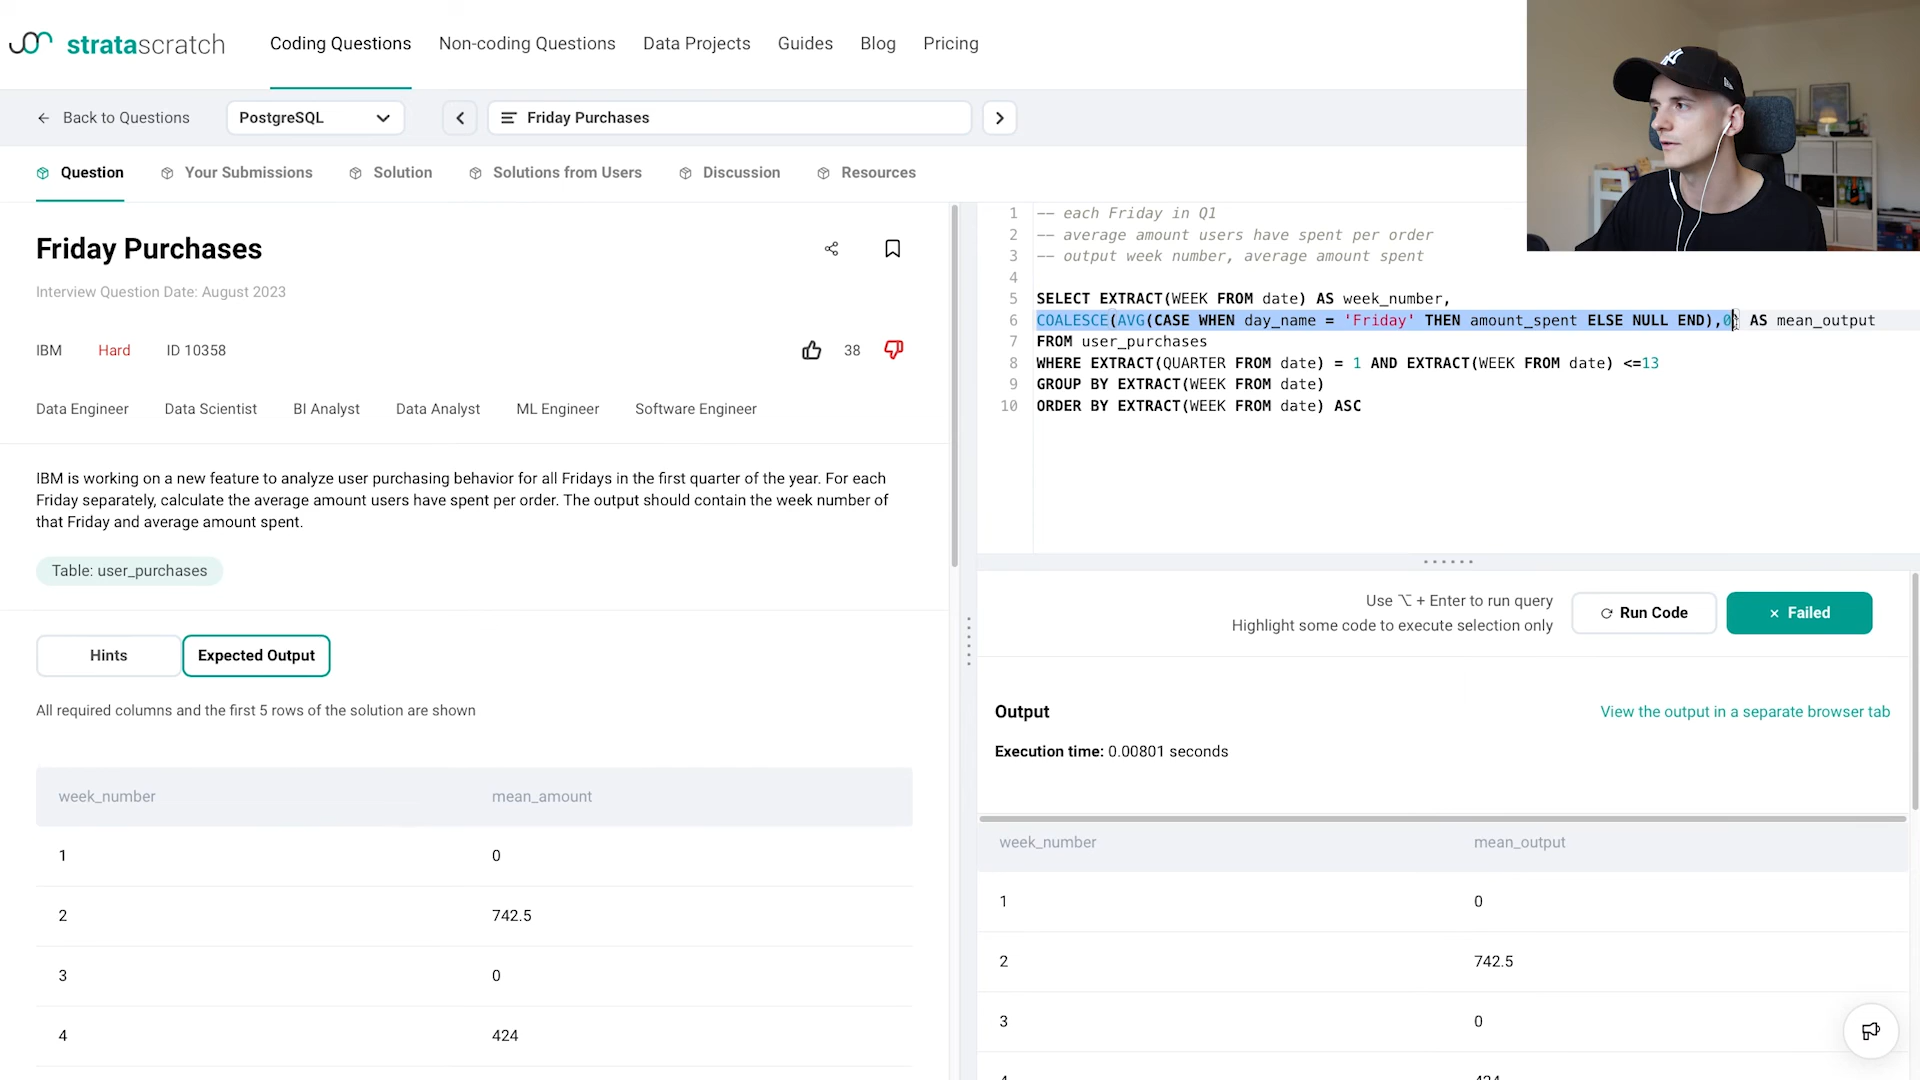 stratascratch
Coding Questions
Non-coding Questions
Data Projects
Guides
Blog
Pricing
Back to Questions
PostgreSQL
Friday Purchases
Question
Your Submissions
Solution
Solutions from Users
Discussion
Resources
Friday Purchases
Interview Question Date: August 2023
IBM
Hard
ID 10358
38
Data Engineer
Data Scientist
BI Analyst
Data Analyst
ML Engineer
Software Engineer
IBM is working on a new feature to analyze user purchasing behavior for all Fridays in the first quarter of the year. For each
Friday separately, calculate the average amount users have spent per order. The output should contain the week number of
that Friday and average amount spent.
Table: user_purchases
Hints
Expected Output
All required columns and the first 5 rows of the solution are shown
week_number mean_amount
1 0
2 742.5
3 0
4 424
1 -- each Friday in Q1
2 -- average amount users have spent per order
3 -- output week number, average amount spent
4
5 SELECT EXTRACT(WEEK FROM date) AS week_number,
6 COALESCE(AVG(CASE WHEN day_name = 'Friday' THEN amount_spent ELSE NULL END),0) AS mean_output
7 FROM user_purchases
8 WHERE EXTRACT(QUARTER FROM date) = 1 AND EXTRACT(WEEK FROM date) <=13
9 GROUP BY EXTRACT(WEEK FROM date)
10 ORDER BY EXTRACT(WEEK FROM date) ASC
Use ⌥ + Enter to run query
Highlight some code to execute selection only
Run Code
× Failed
Output
View the output in a separate browser tab
Execution time: 0.00801 seconds
week_number mean_output
1 0
2 742.5
3 0
4 424